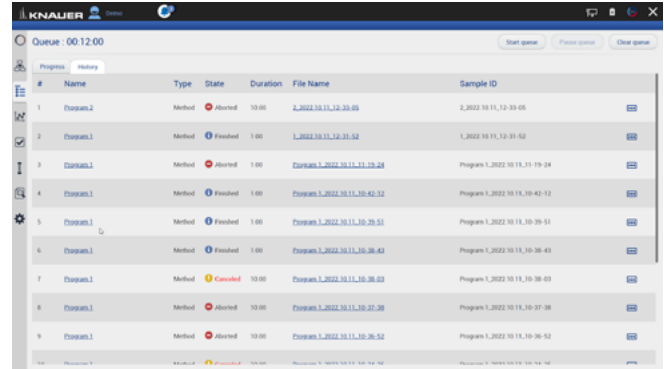 KNAUER Demo
Queue : 00:12:00 Start queue Pause queue Clear queue
Progress History
# Name Type State Duration File Name Sample ID
1 Program 2 Method Aborted 10:00 2_2022.10.11_12-33-05 2_2022.10.11_12-33-05
2 Program 1 Method Finished 1:00 1_2022.10.11_12-31-52 1_2022.10.11_12-31-52
3 Program 1 Method Aborted 1:00 Program 1_2022.10.11_11-19-24 Program 1_2022.10.11_11-19-24
4 Program 1 Method Finished 1:00 Program 1_2022.10.11_10-42-12 Program 1_2022.10.11_10-42-12
5 Program 1 Method Finished 1:00 Program 1_2022.10.11_10-39-51 Program 1_2022.10.11_10-39-51
6 Program 1 Method Finished 1:00 Program 1_2022.10.11_10-38-43 Program 1_2022.10.11_10-38-43
7 Program 1 Method Canceled 10:00 Program 1_2022.10.11_10-38-03 Program 1_2022.10.11_10-38-03
8 Program 1 Method Aborted 10:00 Program 1_2022.10.11_10-37-38 Program 1_2022.10.11_10-37-38
9 Program 1 Method Aborted 10:00 Program 1_2022.10.11_10-36-52 Program 1_2022.10.11_10-36-52